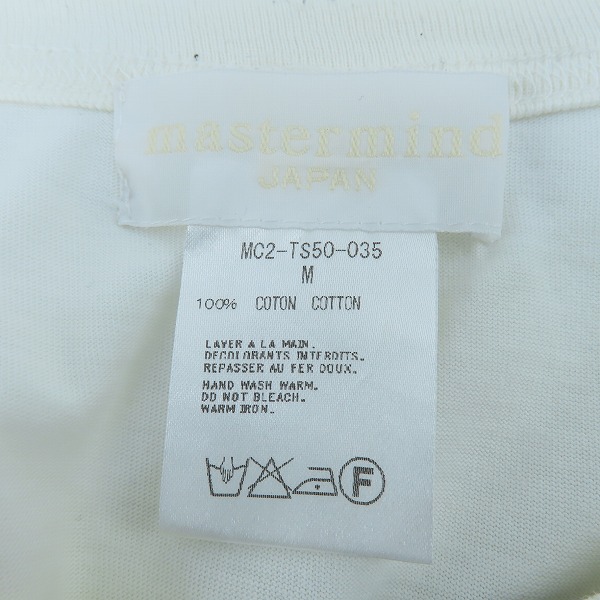 mastermind
JAPAN
MC2-TS50-035
M
100% COTON COTTON
LAVER A LA MAIN.
DECOLORANTS INTERDITS.
REPASSER AU FER DOUX.
HAND WASH WARM.
DO NOT BLEACH.
WARM IRON.
F